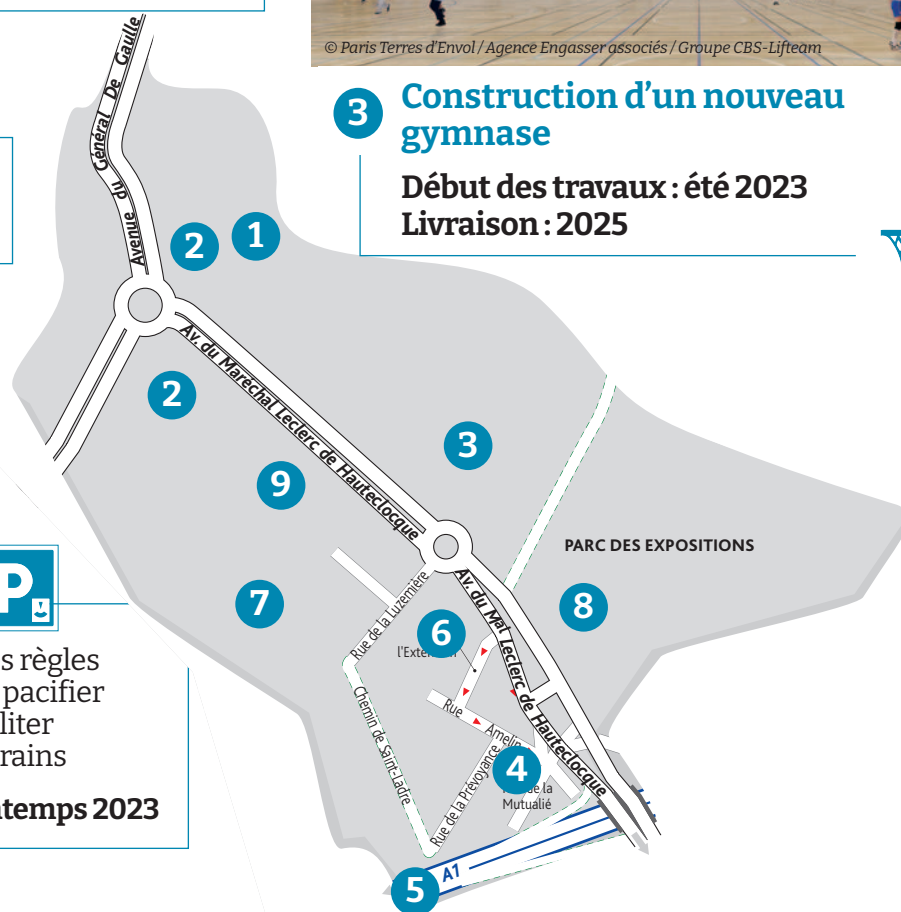 © Paris Terres d'Envol / Agence Engasser associés / Groupe CBS-Lifteam
3
Construction d'un nouveau
gymnase
Début des travaux : été 2023
Livraison : 2025
Avenue du Général De Gaulle
2
1
Av. du Maréchal Leclerc de Hauteclocque
2
3
9
PARC DES EXPOSITIONS
7
8
6
Rue de la Luzernière
Av. du Mal Leclerc de Hauteclocque
Chemin de Saint-Ladre
Rue
Amelin
4
Rue de la Prévoyance
de la
Mutualié
A1
5
P
règles
pacifier
2023